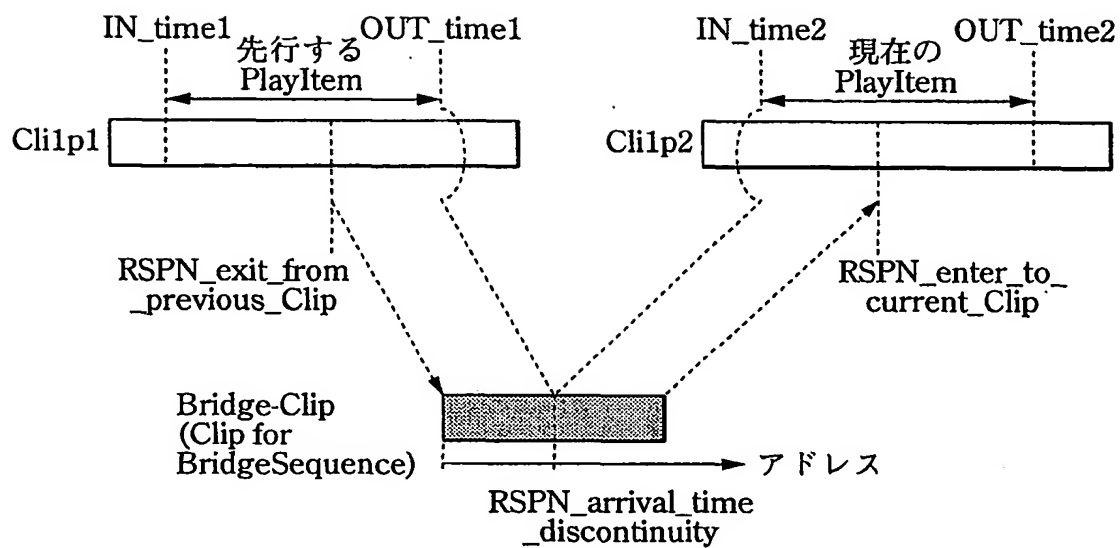 IN_time1
OUT_time1
IN_time2
OUT_time2
先行する
PlayItem
現在の
PlayItem
Cli1p1
Cli1p2
RSPN_exit_from
_previous_Clip
RSPN_enter_to_
current_Clip
Bridge-Clip
(Clip for
BridgeSequence)
アドレス
RSPN_arrival_time
_discontinuity